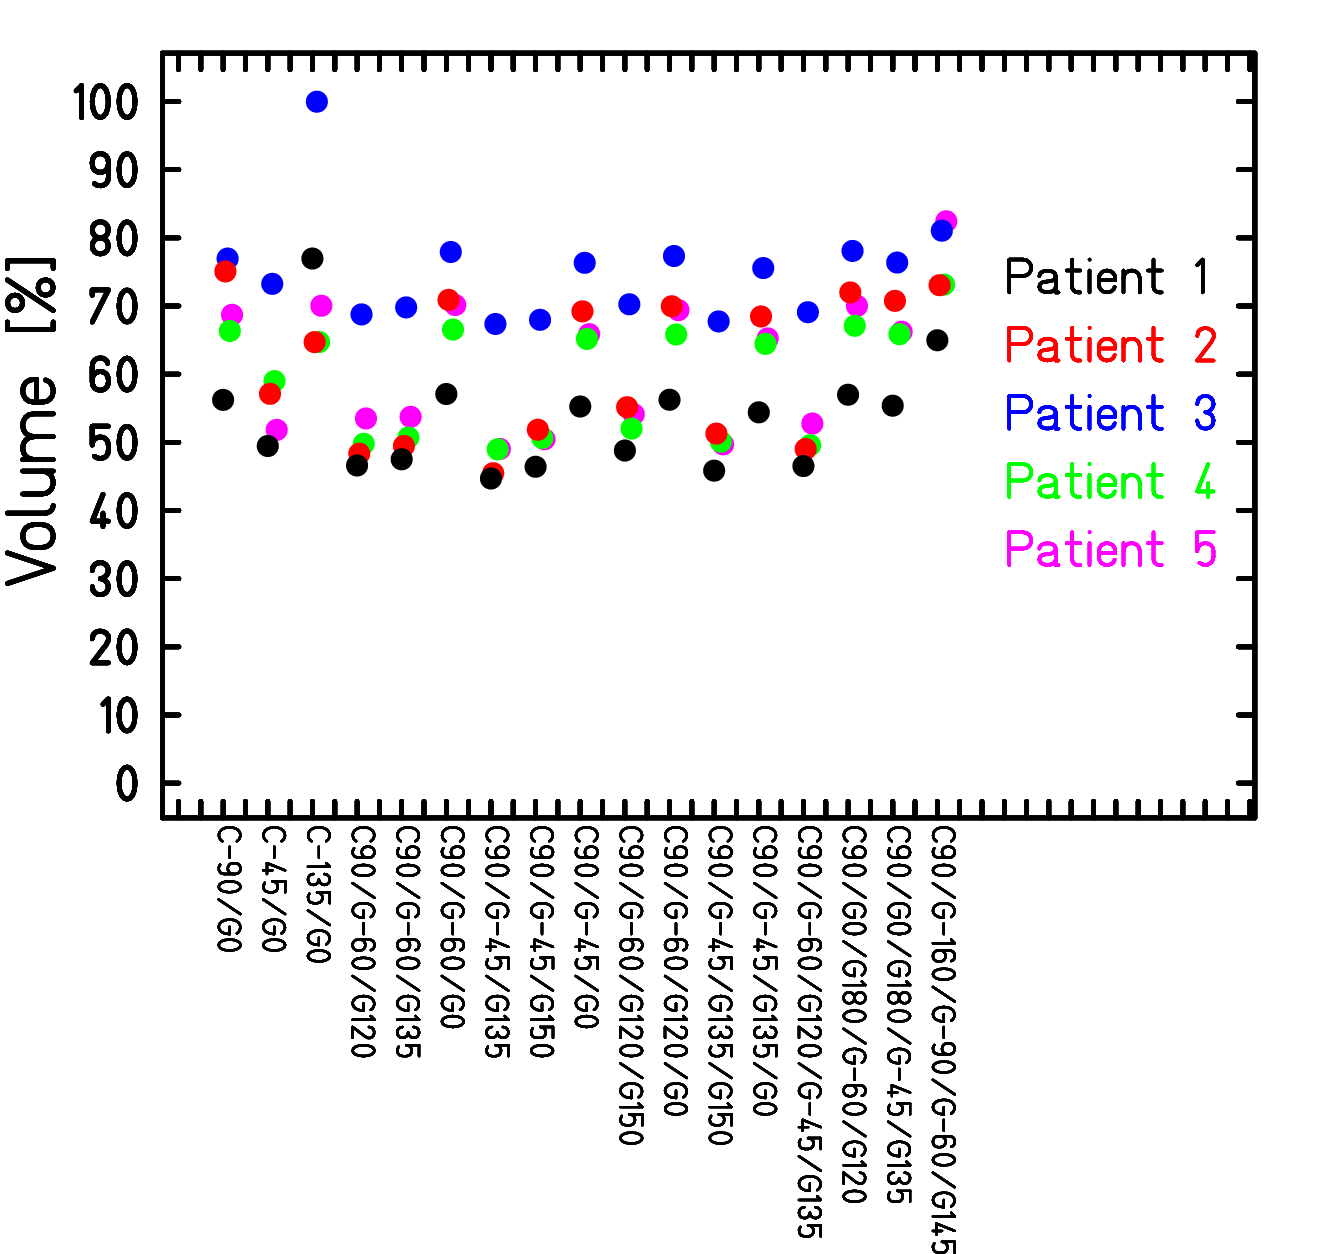 Volume [%]
100
90
80
70
60
50
40
30
20
10
0
Patient 1
Patient 2
Patient 3
Patient 4
Patient 5
C-90/G0
C-45/G0
C-135/G0
C90/G-60/G120
C90/G-60/G135
C90/G-60/G0
C90/G-45/G135
C90/G-45/G150
C90/G-45/G0
C90/G-60/G120/G150
C90/G-60/G120/G0
C90/G-45/G135/G150
C90/G-45/G135/G0
C90/G-60/G120/G-45/G135
C90/G0/G180/G-60/G120
C90/G0/G180/G-45/G135
C90/G-160/G-90/G-60/G145